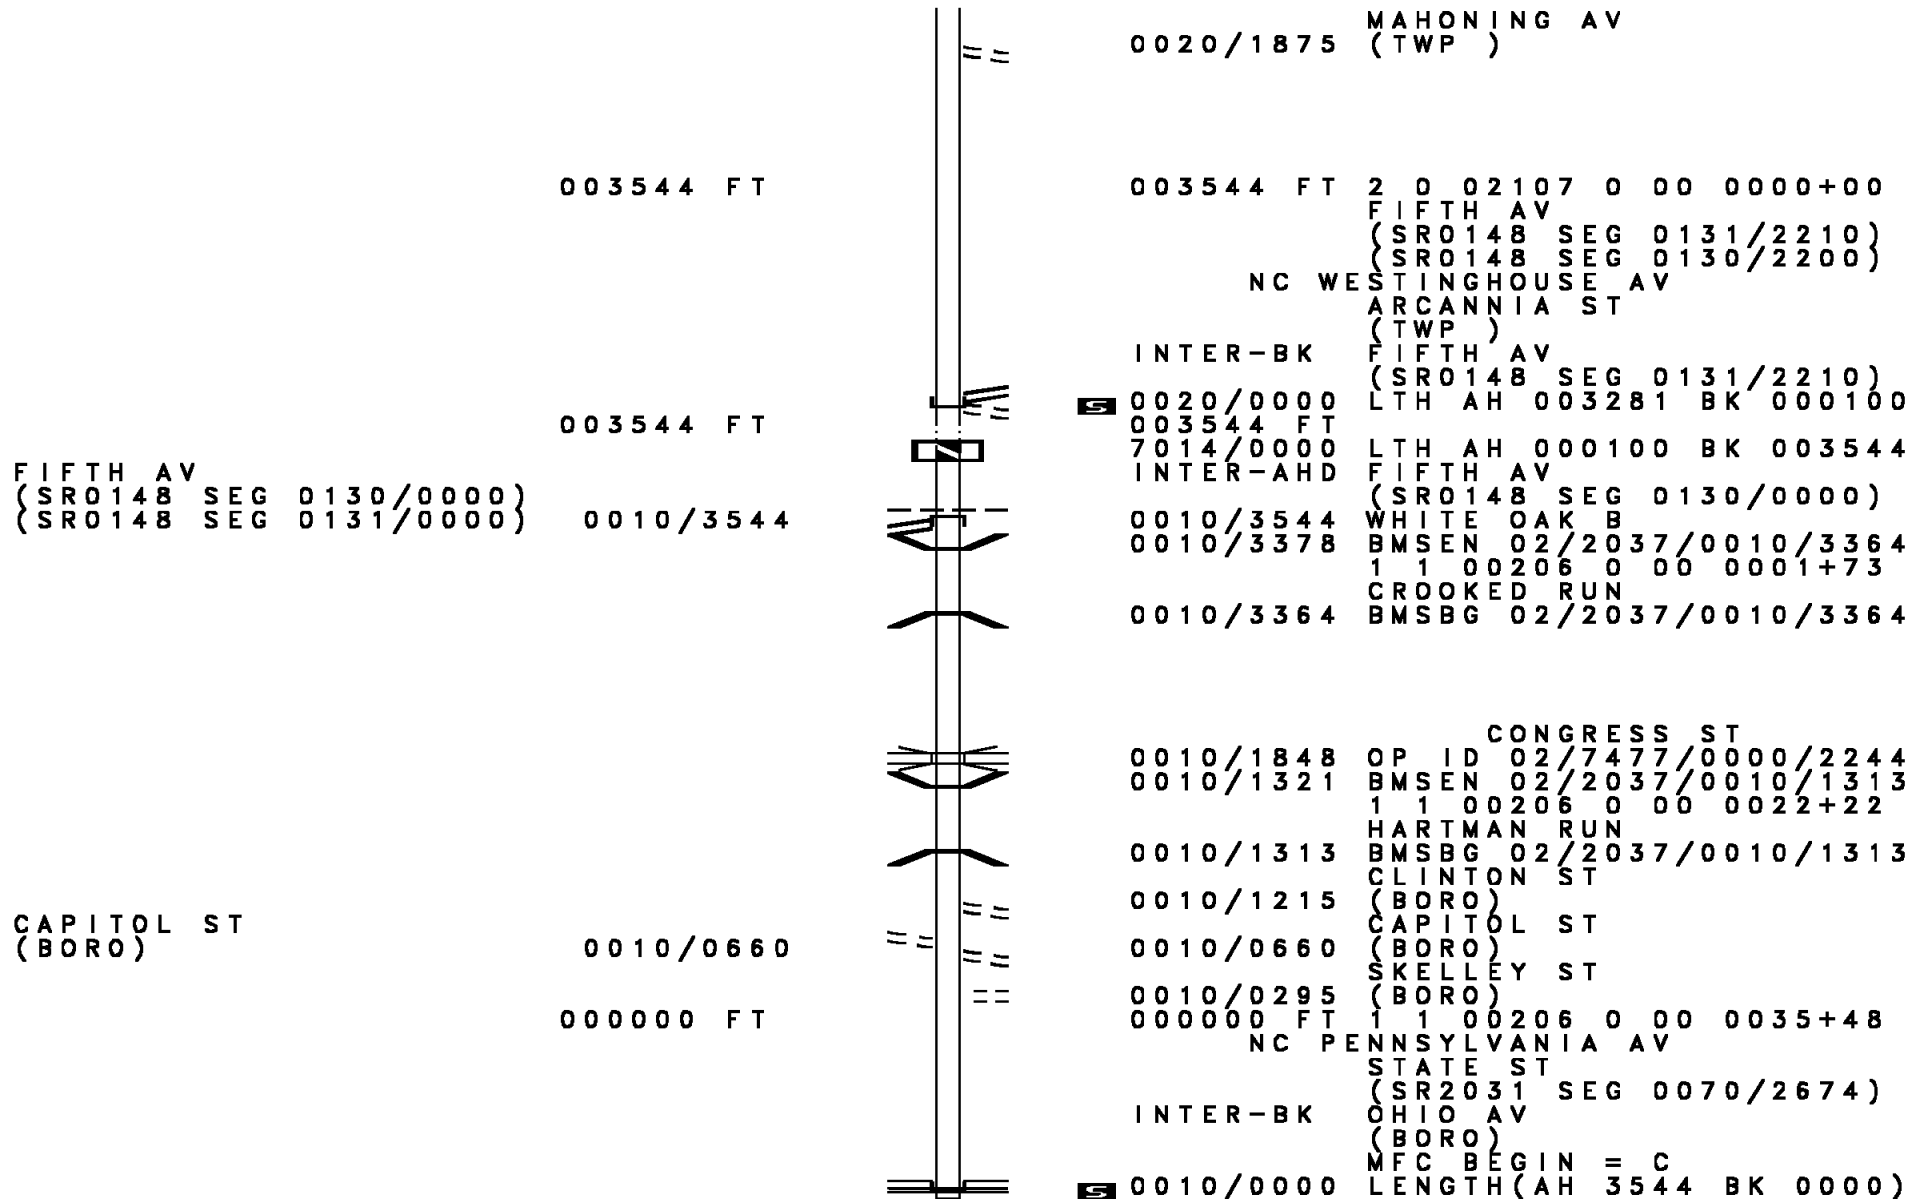 MAHONING AV
0020/1875 (TWP )
003544 FT 003544 FT 2 0 02107 0 00 0000+00
FIFTH AV
(SR0148 SEG 0131/2210)
(SR0148 SEG 0130/2200)
NC WESTINGHOUSE AV
ARCANNIA ST
(TWP )
INTER-BK FIFTH AV
(SR0148 SEG 0131/2210)
S 0020/0000 LTH AH 003281 BK 000100
003544 FT 003544 FT
7014/0000 LTH AH 000100 BK 003544
FIFTH AV INTER-AHD FIFTH AV
(SR0148 SEG 0130/0000) (SR0148 SEG 0130/0000)
(SR0148 SEG 0131/0000) 0010/3544 0010/3544 WHITE OAK B
0010/3378 BMSEN 02/2037/0010/3364
1 1 00206 0 00 0001+73
CROOKED RUN
0010/3364 BMSBG 02/2037/0010/3364
CONGRESS ST
0010/1848 OP ID 02/7477/0000/2244
0010/1321 BMSEN 02/2037/0010/1313
1 1 00206 0 00 0022+22
HARTMAN RUN
0010/1313 BMSBG 02/2037/0010/1313
CLINTON ST
0010/1215 (BORO)
CAPITOL ST CAPITOL ST
(BORO) 0010/0660 0010/0660 (BORO)
SKELLEY ST
0010/0295 (BORO)
000000 FT 000000 FT 1 1 00206 0 00 0035+48
NC PENNSYLVANIA AV
STATE ST
(SR2031 SEG 0070/2674)
INTER-BK OHIO AV
(BORO)
MFC BEGIN = C
S 0010/0000 LENGTH(AH 3544 BK 0000)